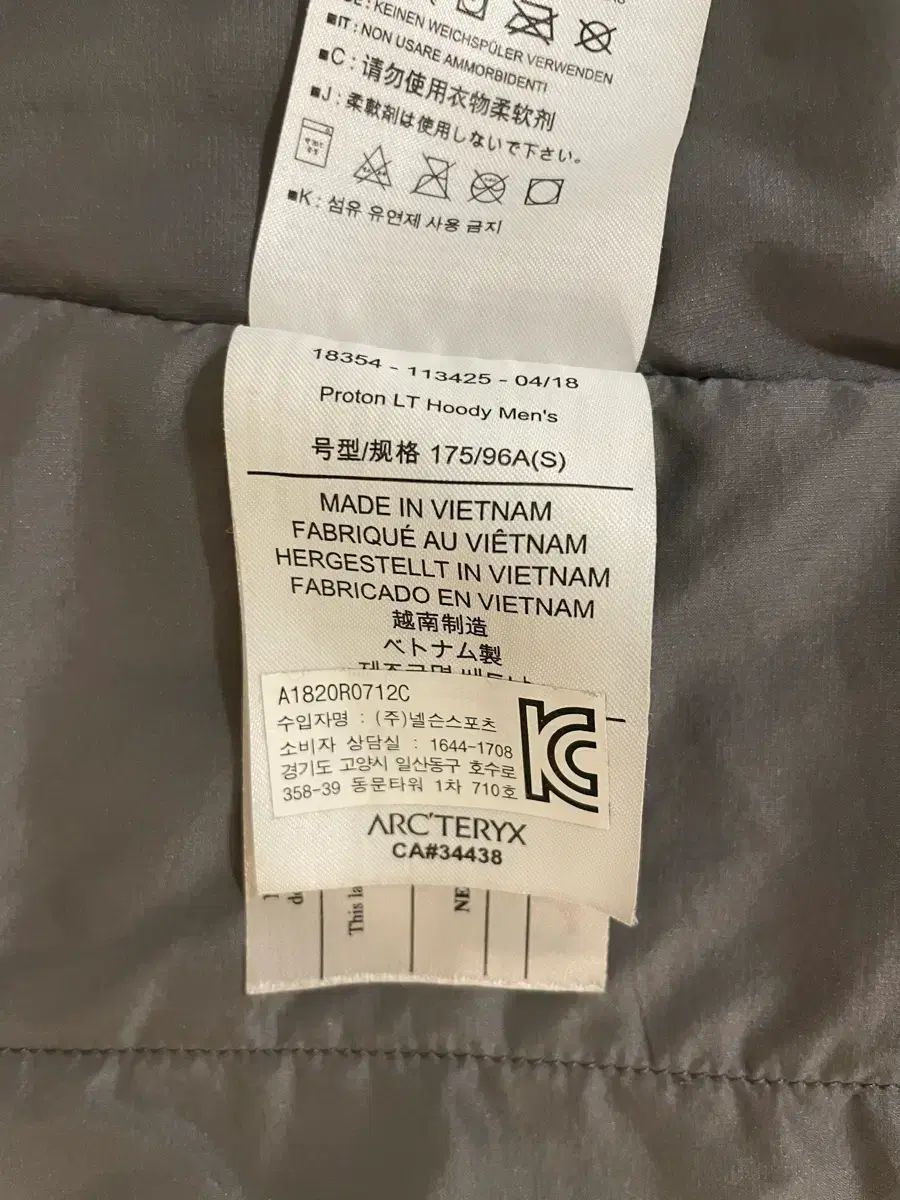 DE: KEINEN WEICHSPÜLER VERWENDEN
■IT: NON USARE AMMORBIDENTI
■C: 请勿使用衣物柔软剂
■J: 柔軟剤は使用しないで下さい。
■K: 섬유 유연제 사용 금지
18354 - 113425 - 04/18
Proton LT Hoody Men's
号型/规格 175/96A(S)
MADE IN VIETNAM
FABRIQUÉ AU VIÊTNAM
HERGESTELLT IN VIETNAM
FABRICADO EN VIETNAM
越南制造
ベトナム製
A1820R0712C
수입자명 : (주)넬슨스포츠
소비자 상담실 : 1644-1708
경기도 고양시 일산동구 호수로
358-39 동문타워 1차 710호
ARC'TERYX
CA#34438
This